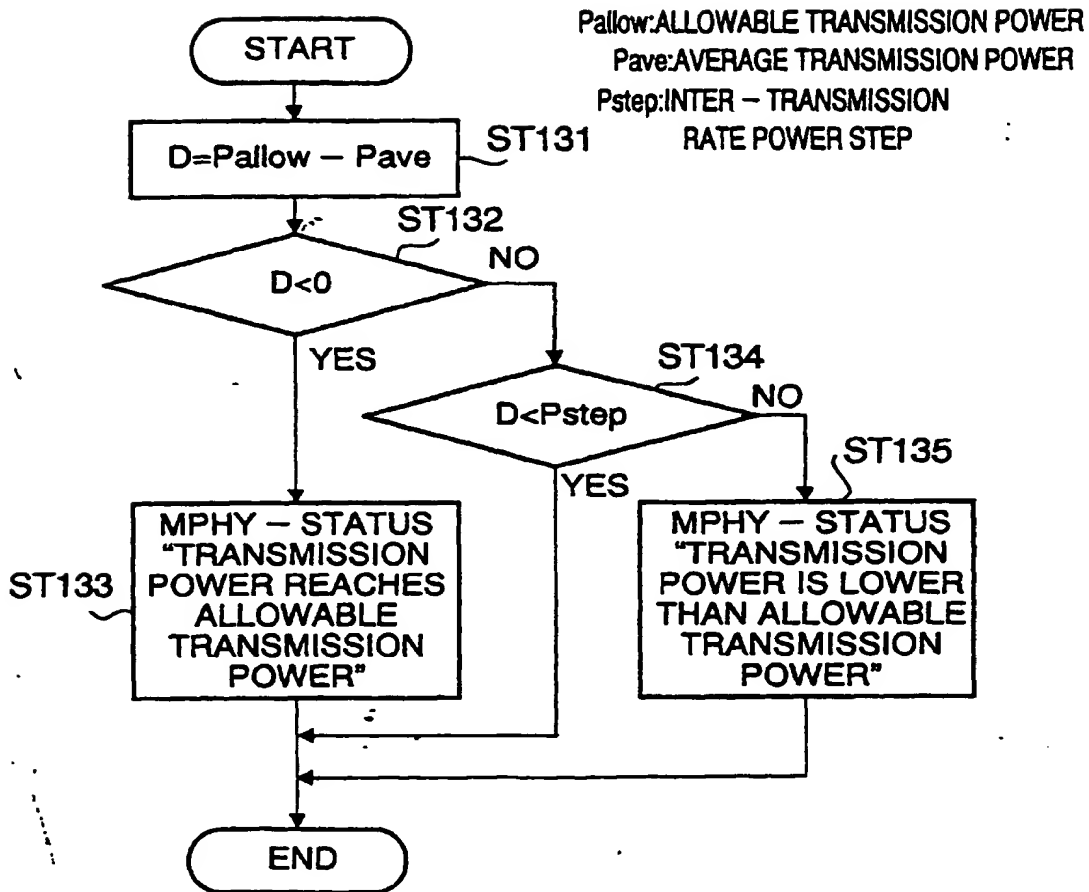 Pallow:ALLOWABLE TRANSMISSION POWER
Pave:AVERAGE TRANSMISSION POWER
Pstep:INTER – TRANSMISSION
RATE POWER STEP
START
ST131
D=Pallow – Pave
ST132
D<0
NO
YES
ST134
D<Pstep
NO
YES
ST135
ST133
MPHY – STATUS
"TRANSMISSION
POWER REACHES
ALLOWABLE
TRANSMISSION
POWER"
MPHY – STATUS
"TRANSMISSION
POWER IS LOWER
THAN ALLOWABLE
TRANSMISSION
POWER"
END